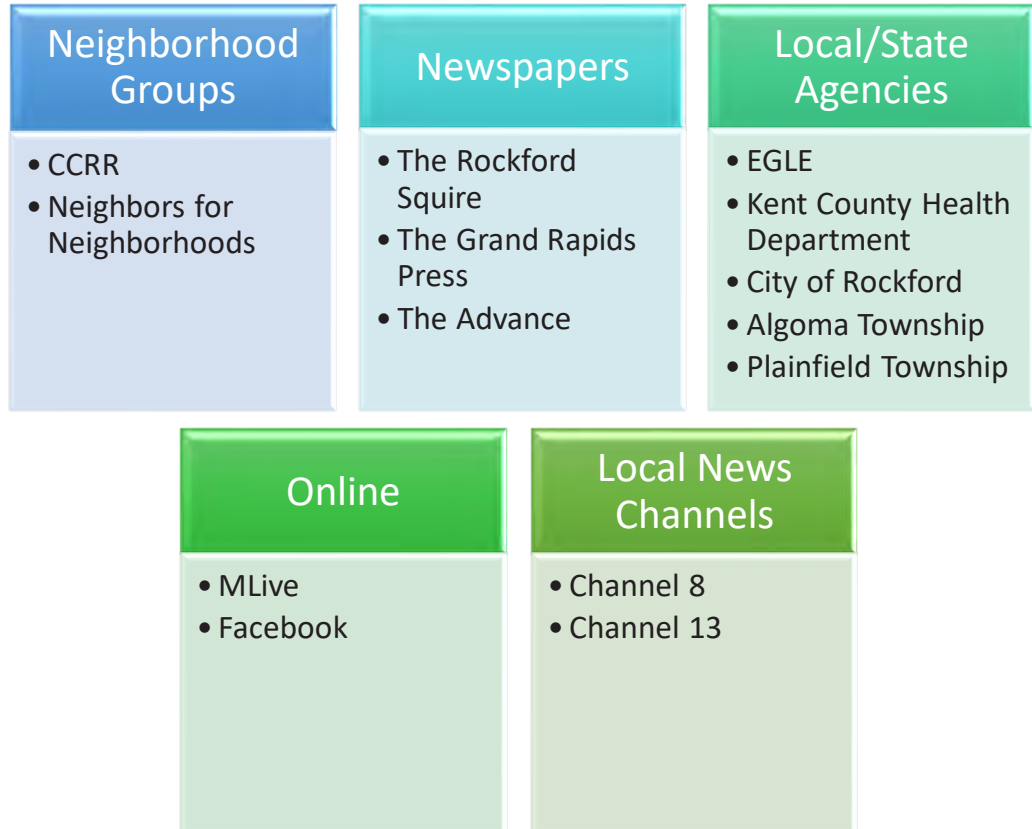 Neighborhood
Groups
• CCRR
• Neighbors for
Neighborhoods
Newspapers
• The Rockford
Squire
• The Grand Rapids
Press
• The Advance
Local/State
Agencies
• EGLE
• Kent County Health
Department
• City of Rockford
• Algoma Township
• Plainfield Township
Online
• MLive
• Facebook
Local News
Channels
• Channel 8
• Channel 13